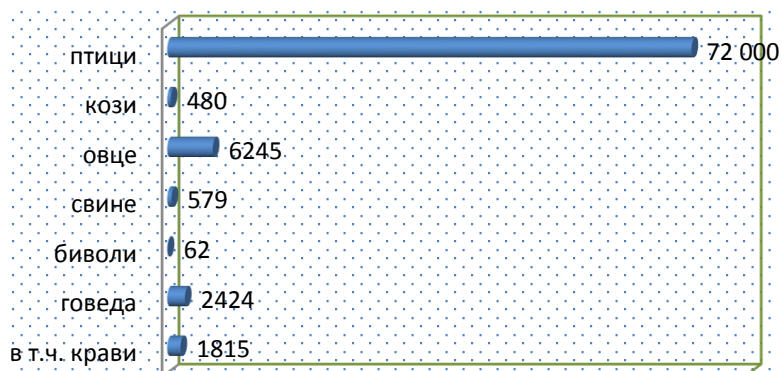 птици 72 000
кози 480
овце 6245
свине 579
биволи 62
говеда 2424
в т.ч. крави 1815